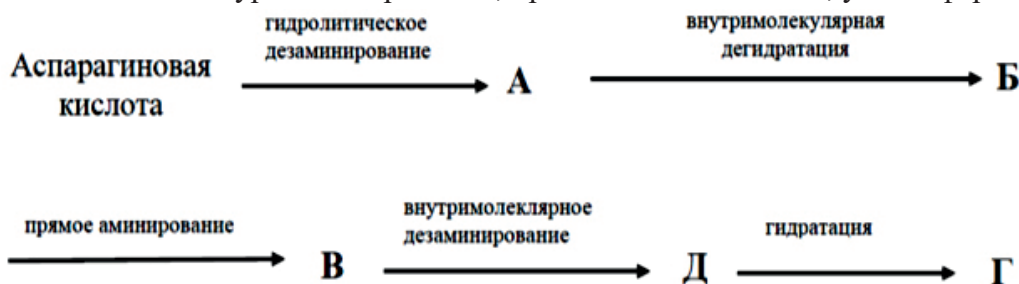 гидролитическое
дезаминирование
внутримолекулярная
дегидратация
Аспарагиновая
кислота
А
Б
прямое аминирование
В
внутримолеклярное
дезаминирование
Д
гидратация
Г